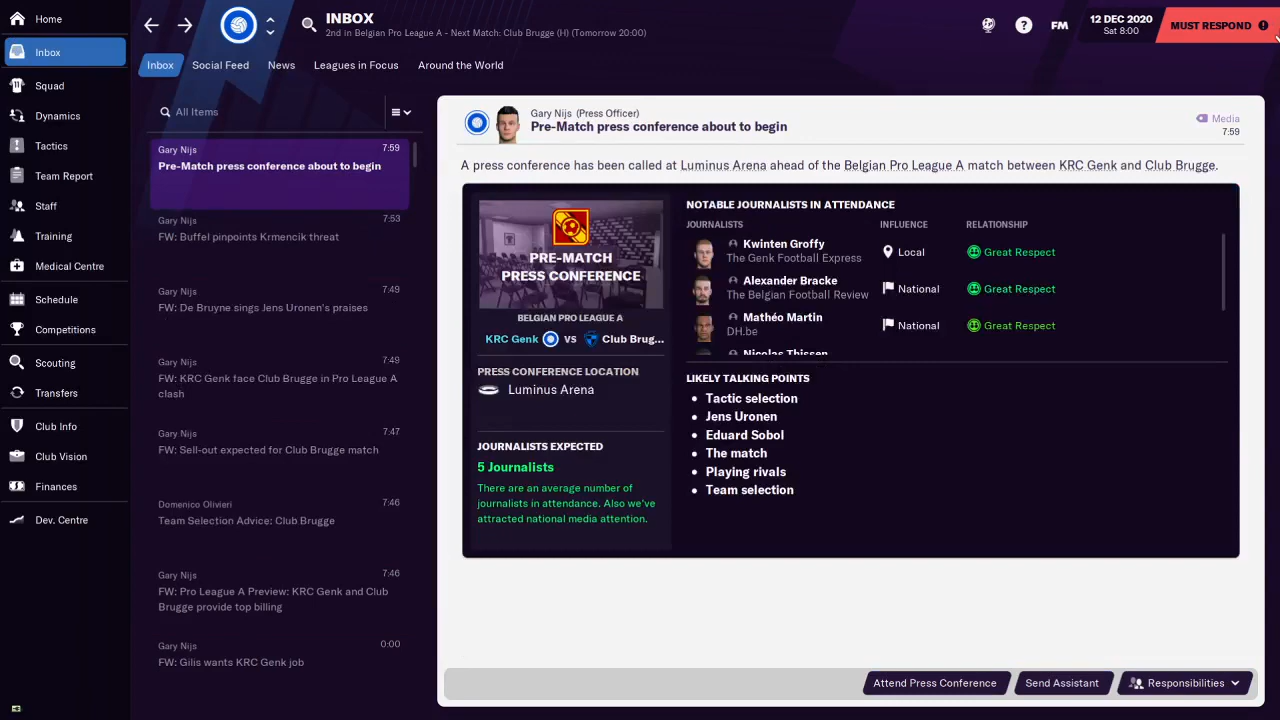 INBOX
2nd in Belgian Pro League A - Next Match: Club Brugge (H) (Tomorrow 20:00)
FM
12 DEC 2020
Sat 8:00
MUST RESPOND
Home
Inbox
Squad
Dynamics
Tactics
Team Report
Staff
Training
Medical Centre
Schedule
Competitions
Scouting
Transfers
Club Info
Club Vision
Finances
Dev. Centre
Inbox
Social Feed
News
Leagues in Focus
Around the World
All Items
Gary Nijs 7:59
Pre-Match press conference about to begin
Gary Nijs 7:53
FW: Buffel pinpoints Krmencik threat
Gary Nijs 7:49
FW: De Bruyne sings Jens Uronen's praises
Gary Nijs 7:49
FW: KRC Genk face Club Brugge in Pro League A
clash
Gary Nijs 7:47
FW: Sell-out expected for Club Brugge match
Domenico Olivieri 7:46
Team Selection Advice: Club Brugge
Gary Nijs 7:46
FW: Pro League A Preview: KRC Genk and Club
Brugge provide top billing
Gary Nijs 0:00
FW: Gilis wants KRC Genk job
Gary Nijs (Press Officer)
Pre-Match press conference about to begin
Media
7:59
A press conference has been called at Luminus Arena ahead of the Belgian Pro League A match between KRC Genk and Club Brugge.
PRE-MATCH
PRESS CONFERENCE
BELGIAN PRO LEAGUE A
KRC Genk VS Club Brug...
PRESS CONFERENCE LOCATION
Luminus Arena
JOURNALISTS EXPECTED
5 Journalists
There are an average number of
journalists in attendance. Also we've
attracted national media attention.
NOTABLE JOURNALISTS IN ATTENDANCE
JOURNALISTS INFLUENCE RELATIONSHIP
Kwinten Groffy
The Genk Football Express
Local
Great Respect
Alexander Bracke
The Belgian Football Review
National
Great Respect
Mathéo Martin
DH.be
National
Great Respect
Nicolas Thissen
LIKELY TALKING POINTS
Tactic selection
Jens Uronen
Eduard Sobol
The match
Playing rivals
Team selection
Attend Press Conference
Send Assistant
Responsibilities